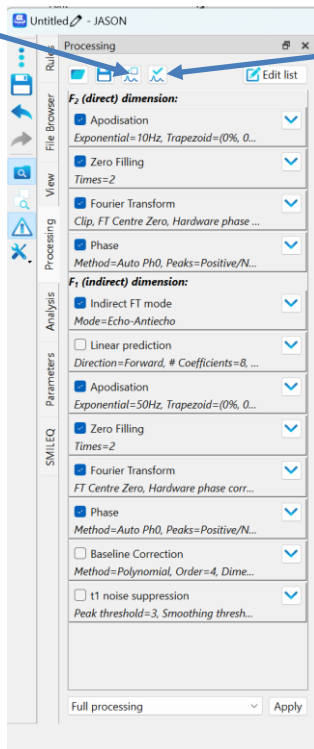 Untitled - JASON
Processing
Edit list
Rules
File Browser
View
Processing
Analysis
Parameters
SMILEQ
F₂ (direct) dimension:
Apodisation
Exponential=10Hz, Trapezoid=(0%, 0...
Zero Filling
Times=2
Fourier Transform
Clip, FT Centre Zero, Hardware phase ...
Phase
Method=Auto Ph0, Peaks=Positive/N...
F₁ (indirect) dimension:
Indirect FT mode
Mode=Echo-Antiecho
Linear prediction
Direction=Forward, # Coefficients=8, ...
Apodisation
Exponential=50Hz, Trapezoid=(0%, 0...
Zero Filling
Times=2
Fourier Transform
FT Centre Zero, Hardware phase corr...
Phase
Method=Auto Ph0, Peaks=Positive/N...
Baseline Correction
Method=Polynomial, Order=4, Dime...
t1 noise suppression
Peak threshold=3, Smoothing thresh...
Full processing
Apply